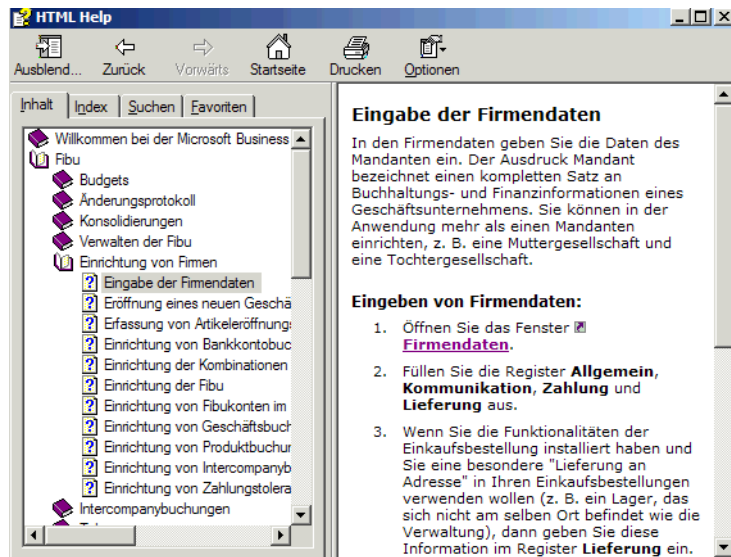 HTML Help
Ausblend... Zurück Vorwärts Startseite Drucken Optionen
Inhalt Index Suchen Favoriten
Willkommen bei der Microsoft Business
Fibu
Budgets
Änderungsprotokoll
Konsolidierungen
Verwalten der Fibu
Einrichtung von Firmen
Eingabe der Firmendaten
Eröffnung eines neuen Geschä
Erfassung von Artikeleröffnungs
Einrichtung von Bankkontobuc
Einrichtung der Kombinationen
Einrichtung der Fibu
Einrichtung von Fibukonten im
Einrichtung von Geschäftsbuch
Einrichtung von Produktbuchun
Einrichtung von Intercompanyb
Einrichtung von Zahlungstolera
Intercompanybuchungen
Eingabe der Firmendaten
In den Firmendaten geben Sie die Daten des
Mandanten ein. Der Ausdruck Mandant
bezeichnet einen kompletten Satz an
Buchhaltungs- und Finanzinformationen eines
Geschäftsunternehmens. Sie können in der
Anwendung mehr als einen Mandanten
einrichten, z. B. eine Muttergesellschaft und
eine Tochtergesellschaft.
Eingeben von Firmendaten:
1. Öffnen Sie das Fenster
Firmendaten.
2. Füllen Sie die Register Allgemein,
Kommunikation, Zahlung und
Lieferung aus.
3. Wenn Sie die Funktionalitäten der
Einkaufsbestellung installiert haben und
Sie eine besondere "Lieferung an
Adresse" in Ihren Einkaufsbestellungen
verwenden wollen (z. B. ein Lager, das
sich nicht am selben Ort befindet wie die
Verwaltung), dann geben Sie diese
Information im Register Lieferung ein.